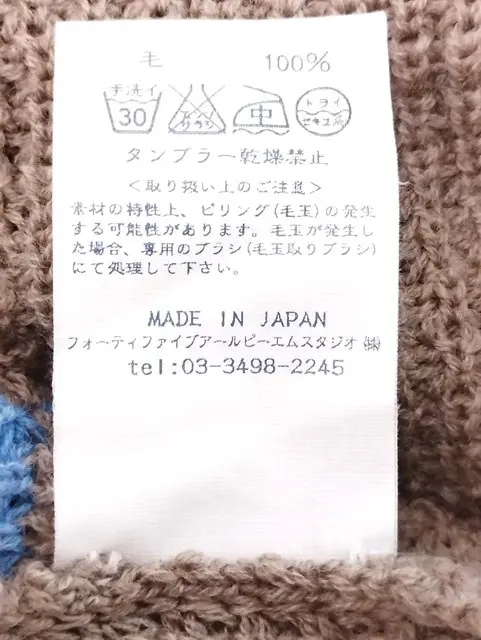 毛 100%
手洗イ 30 エンソサラシ 中 ドライ セキユ系
タンブラー乾燥禁止
＜取り扱い上のご注意＞
素材の特性上、ピリング(毛玉)の発生
する可能性があります。毛玉が発生し
た場合、専用のブラシ(毛玉取りブラシ)
にて処理して下さい。
MADE IN JAPAN
フォーティファイブアールピーエムスタジオ㈱
tel:03-3498-2245